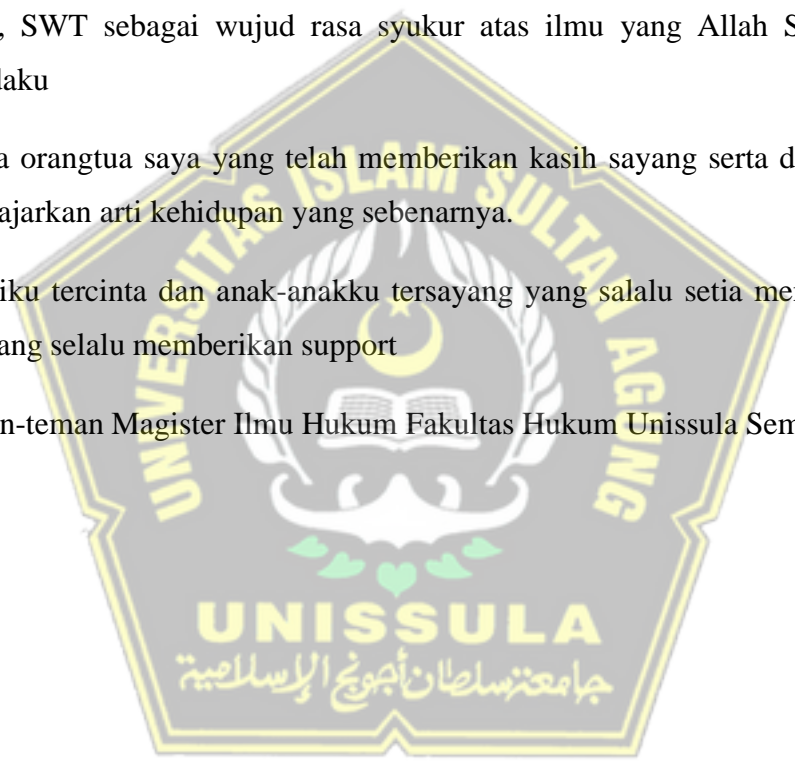 , SWT sebagai wujud rasa syukur atas ilmu yang Allah S
laku
a orangtua saya yang telah memberikan kasih sayang serta d
ajarkan arti kehidupan yang sebenarnya.
iku tercinta dan anak-anakku tersayang yang salalu setia me
ang selalu memberikan support
n-teman Magister Ilmu Hukum Fakultas Hukum Unissula Sem
UNIVERSITAS ISLAM SULTAN AGUNG
UNISSULA
جامعتنسلطان أجونج الإسلامية